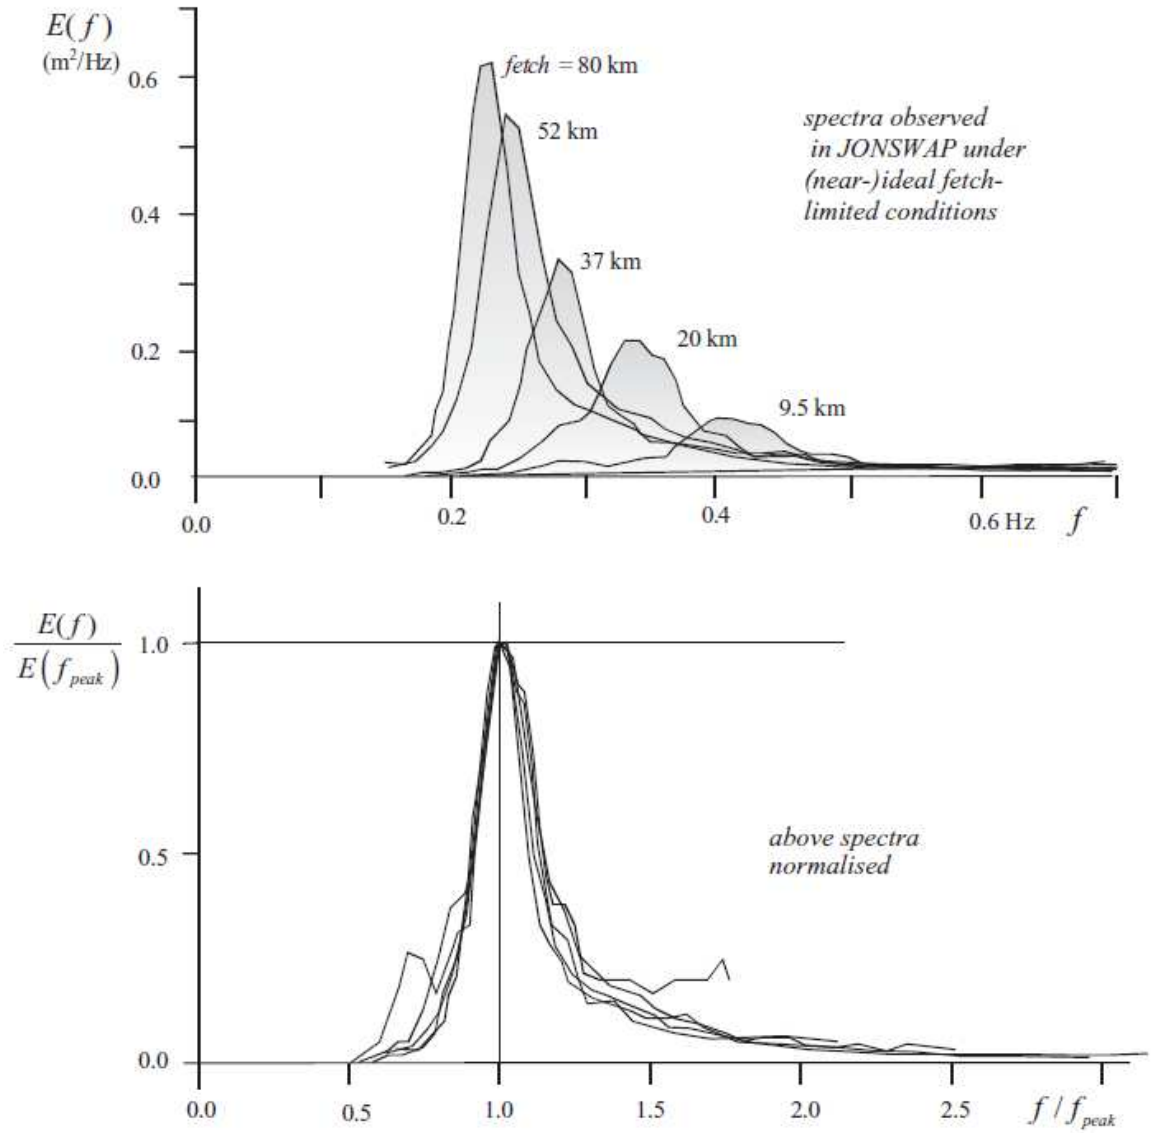 E(f)
(m²/Hz)
0.6
0.4
0.2
0.0
fetch = 80 km
52 km
37 km
20 km
9.5 km
spectra observed
in JONSWAP under
(near-)ideal fetch-
limited conditions
0.0 0.2 0.4 0.6 Hz f
E(f)
E(f peak)
1.0
0.5
0.0
above spectra
normalised
0.0 0.5 1.0 1.5 2.0 2.5 f / f peak